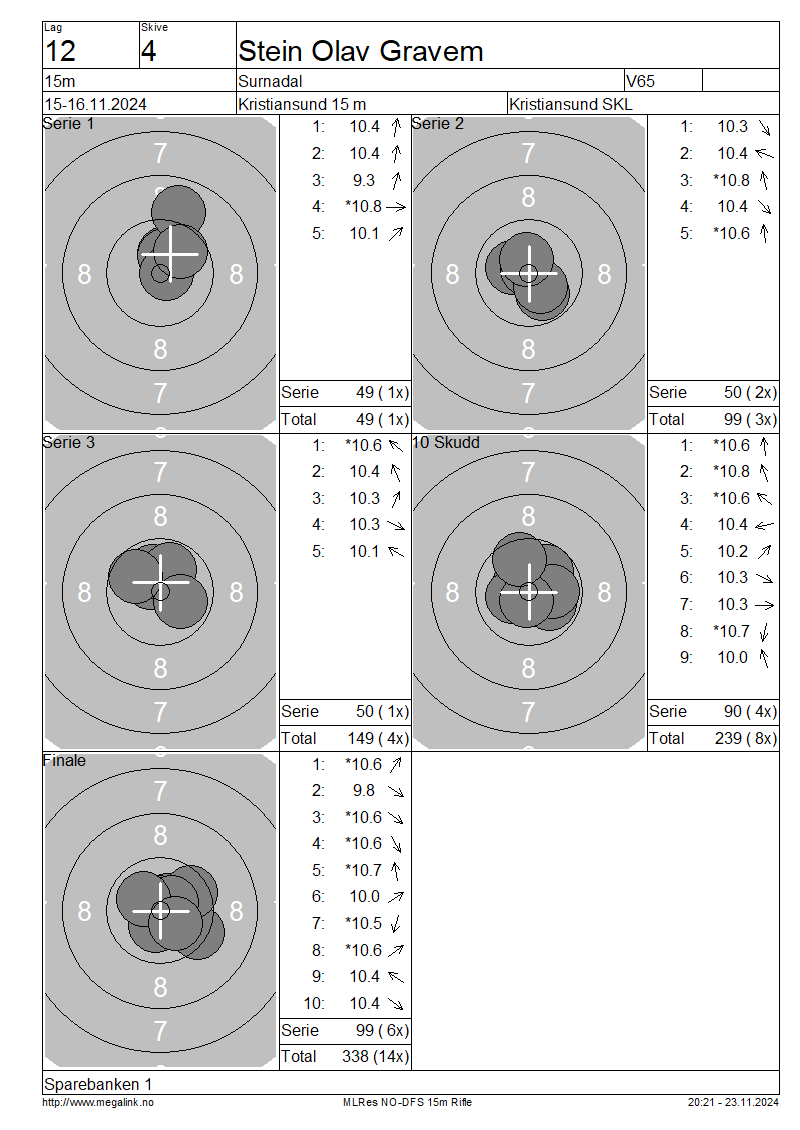 Lag Skive
12 4 Stein Olav Gravem
15m Surnadal V65
15-16.11.2024 Kristiansund 15 m Kristiansund SKL
Serie 1
7
8
8 8
8
7
1: 10.4
2: 10.4
3: 9.3
4: *10.8
5: 10.1
Serie 49 ( 1x)
Total 49 ( 1x)
Serie 2
7
8
8 8
8
7
1: 10.3
2: 10.4
3: *10.8
4: 10.4
5: *10.6
Serie 50 ( 2x)
Total 99 ( 3x)
Serie 3
7
8
8 8
8
7
1: *10.6
2: 10.4
3: 10.3
4: 10.3
5: 10.1
Serie 50 ( 1x)
Total 149 ( 4x)
10 Skudd
7
8
8 8
8
7
1: *10.6
2: *10.8
3: *10.6
4: 10.4
5: 10.2
6: 10.3
7: 10.3
8: *10.7
9: 10.0
Serie 90 ( 4x)
Total 239 ( 8x)
Finale
7
8
8 8
8
7
1: *10.6
2: 9.8
3: *10.6
4: *10.6
5: *10.7
6: 10.0
7: *10.5
8: *10.6
9: 10.4
10: 10.4
Serie 99 ( 6x)
Total 338 (14x)
Sparebanken 1
http://www.megalink.no MLRes NO-DFS 15m Rifle 20:21 - 23.11.2024